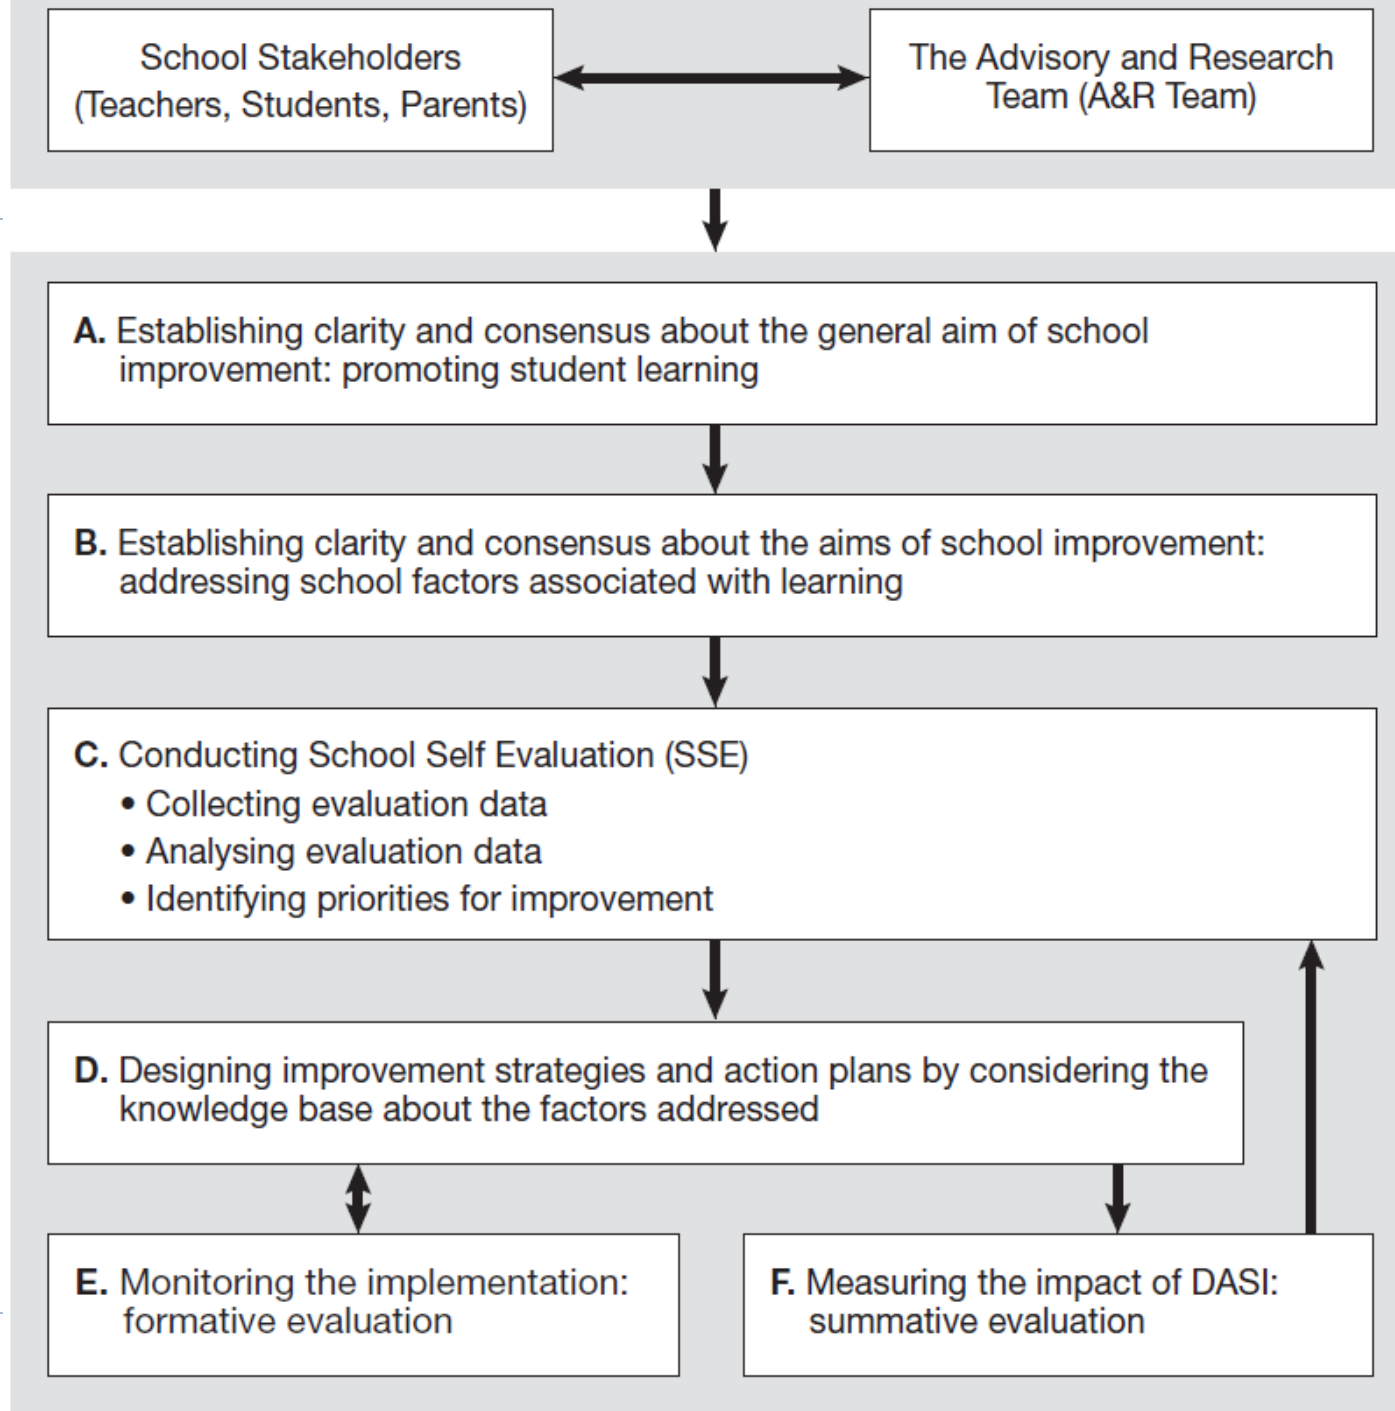 School Stakeholders
(Teachers, Students, Parents)
The Advisory and Research
Team (A&R Team)
A. Establishing clarity and consensus about the general aim of school
improvement: promoting student learning
B. Establishing clarity and consensus about the aims of school improvement:
addressing school factors associated with learning
C. Conducting School Self Evaluation (SSE)
• Collecting evaluation data
• Analysing evaluation data
• Identifying priorities for improvement
D. Designing improvement strategies and action plans by considering the
knowledge base about the factors addressed
E. Monitoring the implementation:
formative evaluation
F. Measuring the impact of DASI:
summative evaluation